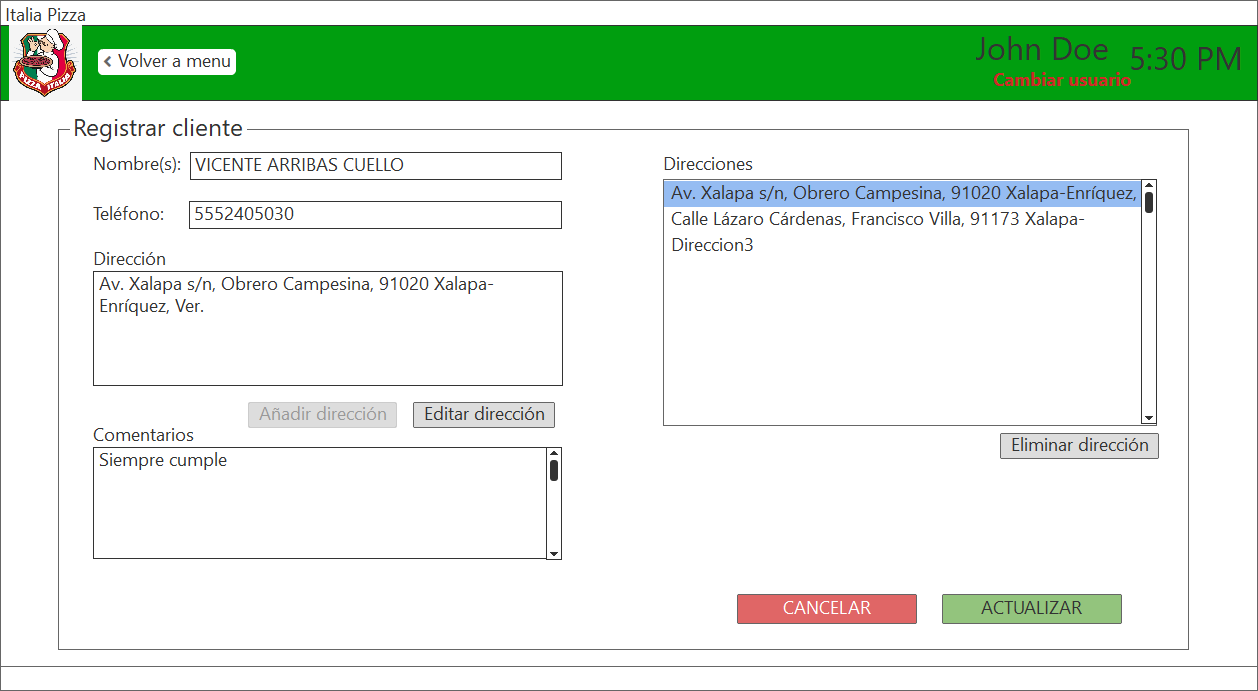 Italia Pizza
Volver a menu
John Doe
Cambiar usuario
5:30 PM
Registrar cliente
Nombre(s):
VICENTE ARRIBAS CUELLO
Teléfono:
5552405030
Dirección
Av. Xalapa s/n, Obrero Campesina, 91020 Xalapa-
Enríquez, Ver.
Añadir dirección
Editar dirección
Comentarios
Siempre cumple
Direcciones
Av. Xalapa s/n, Obrero Campesina, 91020 Xalapa-Enríquez,
Calle Lázaro Cárdenas, Francisco Villa, 91173 Xalapa-
Direccion3
Eliminar dirección
CANCELAR
ACTUALIZAR